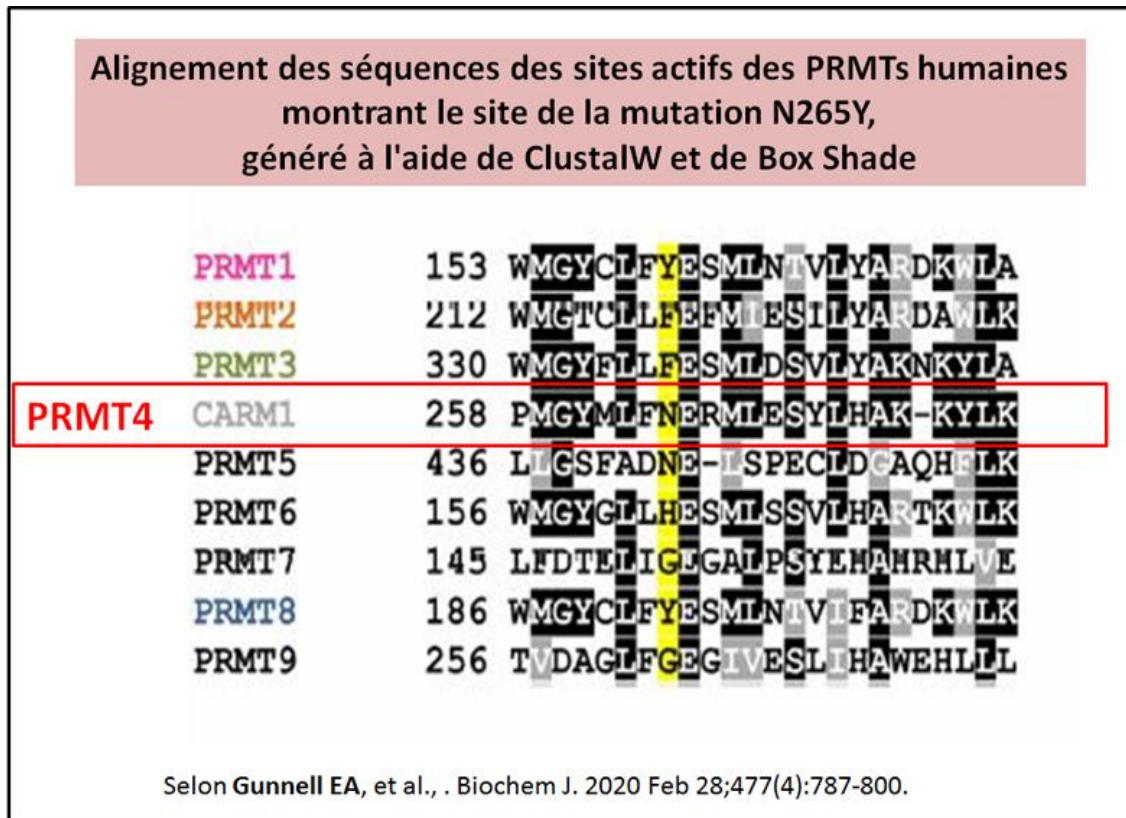 Alignement des séquences des sites actifs des PRMTs humaines
montrant le site de la mutation N265Y,
généré à l'aide de ClustalW et de Box Shade
PRMT1 153 WMGYCLFYESMLNTVLYARDKWLA
PRMT2 212 WMGTCLLFEFMIESILYARDAWLK
PRMT3 330 WMGYFLLFESMLDSVLYAKNKYLA
PRMT4 CARM1 258 PMGYMLFNERMLESYLHAK-KYLK
PRMT5 436 LLGSFADNE-LSPECLDGAQHFLK
PRMT6 156 WMGYGLLHESMLSSVLHARTKWLK
PRMT7 145 LFDTELIGEGALPSYEHAHRHLVE
PRMT8 186 WMGYCLFYESMLNTVIFARDKWLK
PRMT9 256 TVDAGLFGEGIVESLIHAWEHLLL
Selon Gunnell EA, et al., . Biochem J. 2020 Feb 28;477(4):787-800.